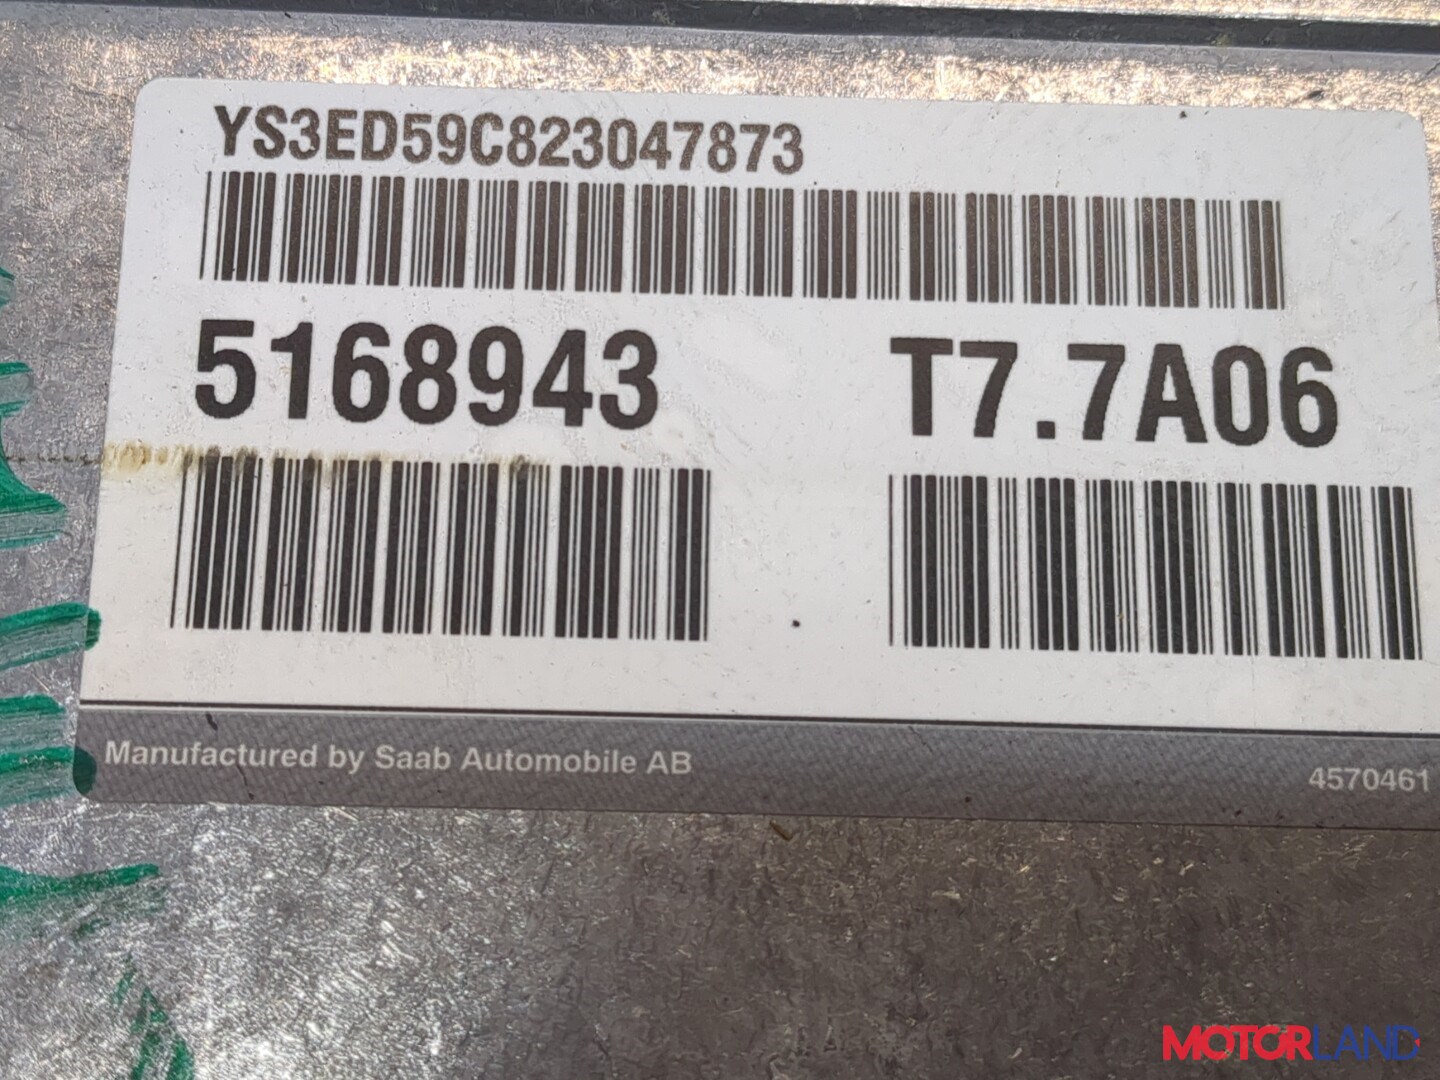 YS3ED59C823047873
5168943
T7.7A06
Manufactured by Saab Automobile AB
4570461
MOTORLAND